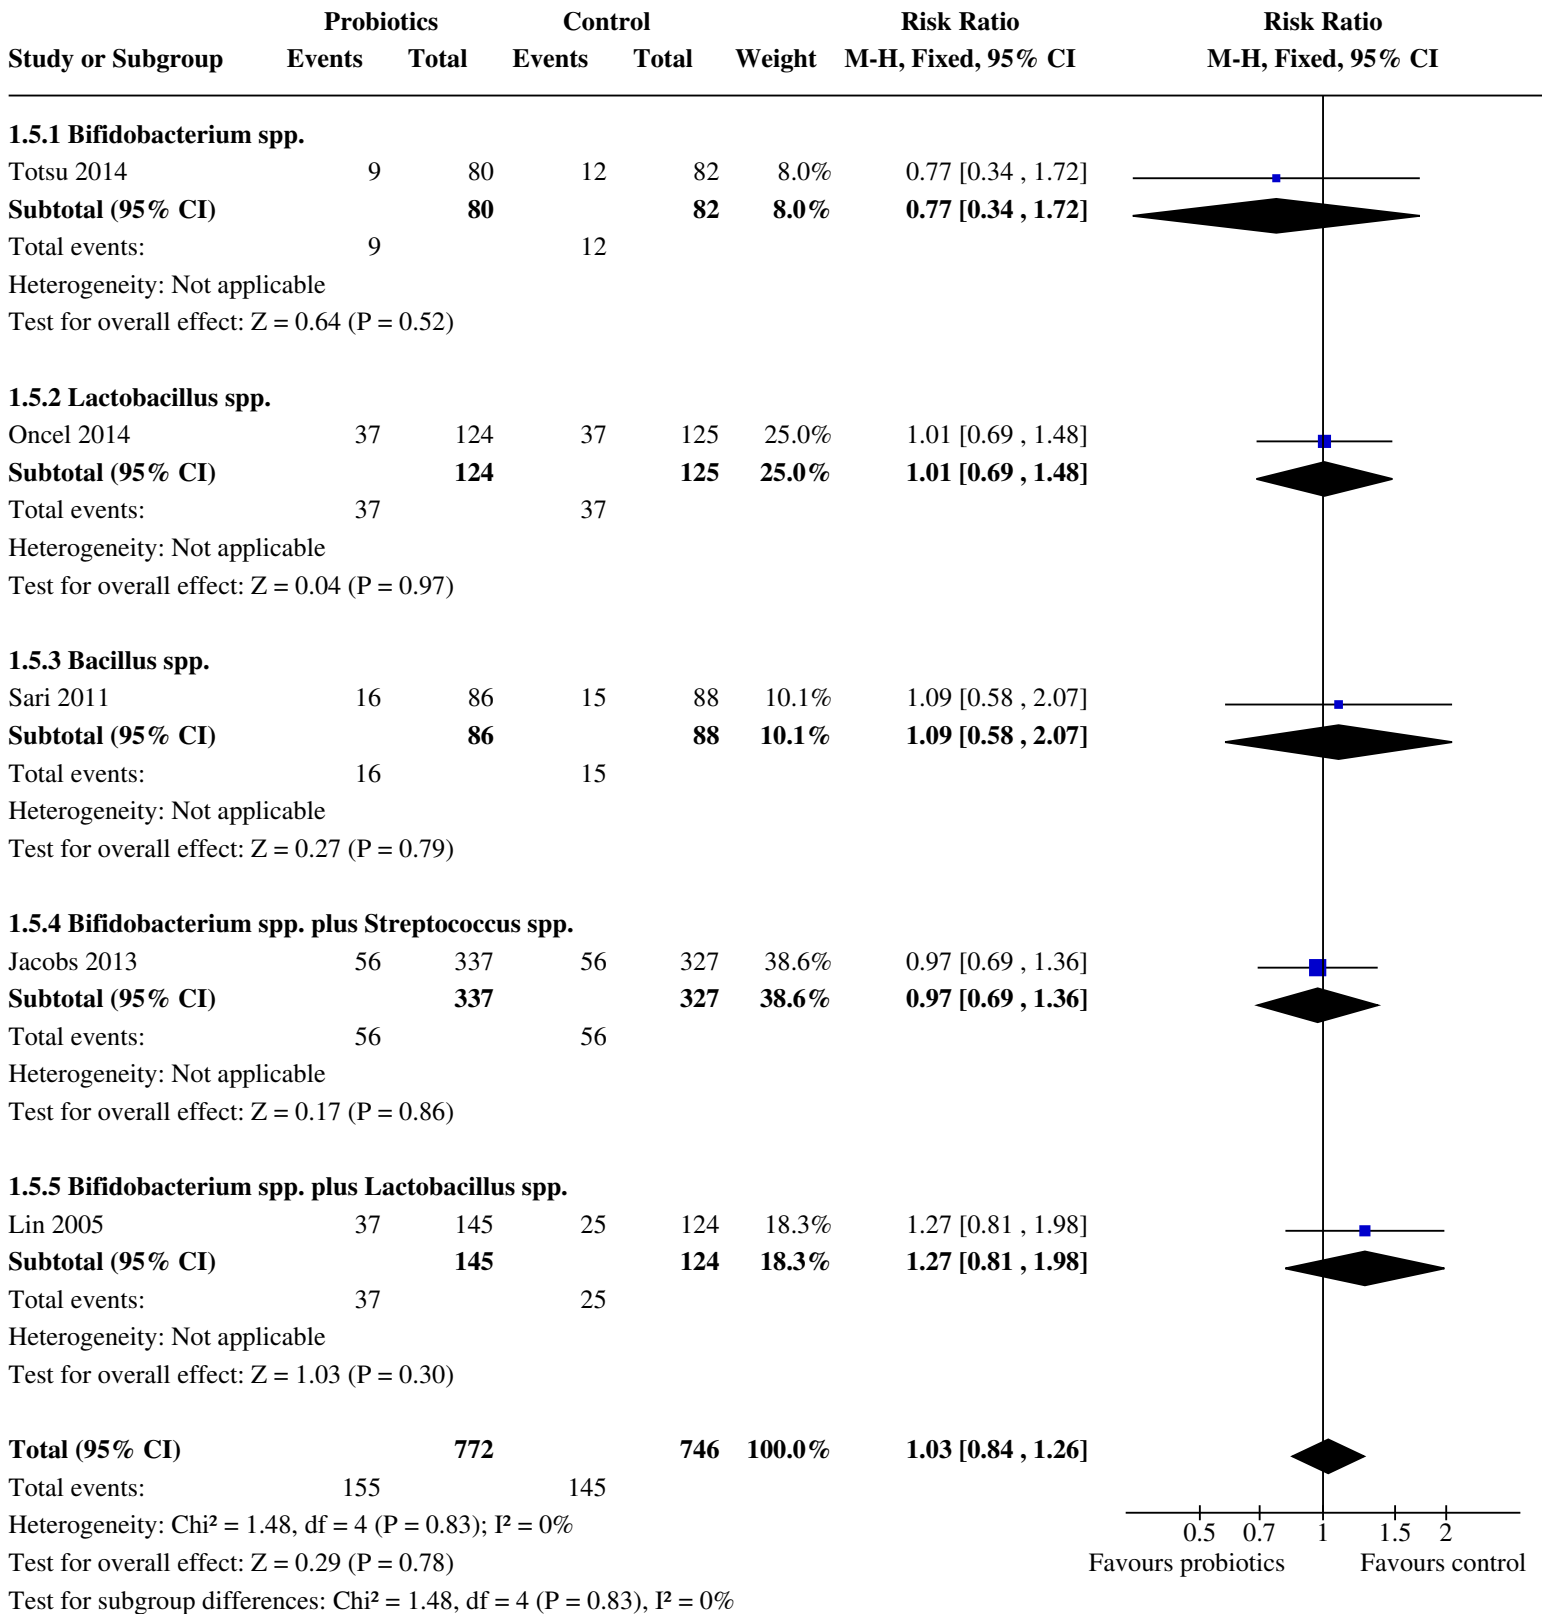 Probiotics Control Risk Ratio Risk Ratio
Study or Subgroup Events Total Events Total Weight M-H, Fixed, 95% CI M-H, Fixed, 95% CI
1.5.1 Bifidobacterium spp.
Totsu 2014 9 80 12 82 8.0% 0.77 [0.34 , 1.72]
Subtotal (95% CI) 80 82 8.0% 0.77 [0.34 , 1.72]
Total events: 9 12
Heterogeneity: Not applicable
Test for overall effect: Z = 0.64 (P = 0.52)
1.5.2 Lactobacillus spp.
Oncel 2014 37 124 37 125 25.0% 1.01 [0.69 , 1.48]
Subtotal (95% CI) 124 125 25.0% 1.01 [0.69 , 1.48]
Total events: 37 37
Heterogeneity: Not applicable
Test for overall effect: Z = 0.04 (P = 0.97)
1.5.3 Bacillus spp.
Sari 2011 16 86 15 88 10.1% 1.09 [0.58 , 2.07]
Subtotal (95% CI) 86 88 10.1% 1.09 [0.58 , 2.07]
Total events: 16 15
Heterogeneity: Not applicable
Test for overall effect: Z = 0.27 (P = 0.79)
1.5.4 Bifidobacterium spp. plus Streptococcus spp.
Jacobs 2013 56 337 56 327 38.6% 0.97 [0.69 , 1.36]
Subtotal (95% CI) 337 327 38.6% 0.97 [0.69 , 1.36]
Total events: 56 56
Heterogeneity: Not applicable
Test for overall effect: Z = 0.17 (P = 0.86)
1.5.5 Bifidobacterium spp. plus Lactobacillus spp.
Lin 2005 37 145 25 124 18.3% 1.27 [0.81 , 1.98]
Subtotal (95% CI) 145 124 18.3% 1.27 [0.81 , 1.98]
Total events: 37 25
Heterogeneity: Not applicable
Test for overall effect: Z = 1.03 (P = 0.30)
Total (95% CI) 772 746 100.0% 1.03 [0.84 , 1.26]
Total events: 155 145
Heterogeneity: Chi² = 1.48, df = 4 (P = 0.83); I² = 0%
0.5 0.7 1 1.5 2
Test for overall effect: Z = 0.29 (P = 0.78)
Favours probiotics Favours control
Test for subgroup differences: Chi² = 1.48, df = 4 (P = 0.83), I² = 0%